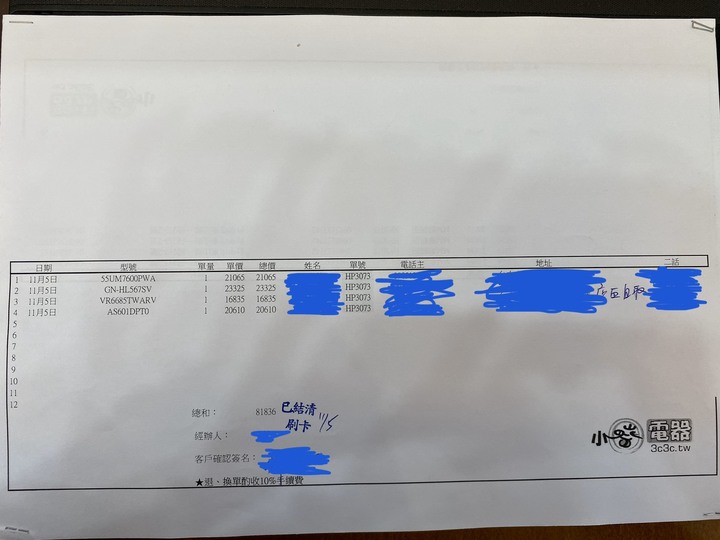 日期 型號 單量 單價 總價 姓名 單號 電話主 地址 二話
1 11月5日 55UM7600PWA 1 21065 21065 HP3073
2 11月5日 GN-HL567SV 1 23325 23325 HP3073
3 11月5日 VR6685TWARV 1 16835 16835 HP3073 自取
4 11月5日 AS601DPT0 1 20610 20610 HP3073
5
6
7
8
9
10
11
12
總和: 81836 已結清
刷卡 11/5
經辦人:
客戶確認簽名:
★退、換單酌收10%手續費
小蔡電器
3c3c.tw